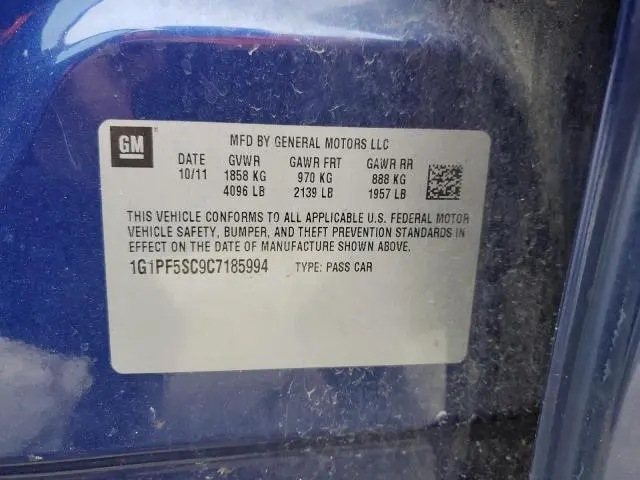 GM
MFD BY GENERAL MOTORS LLC
DATE GVWR GAWR FRT GAWR RR
10/11 1858 KG 970 KG 888 KG
4096 LB 2139 LB 1957 LB
THIS VEHICLE CONFORMS TO ALL APPLICABLE U.S. FEDERAL MOTOR
VEHICLE SAFETY, BUMPER, AND THEFT PREVENTION STANDARDS IN
EFFECT ON THE DATE OF MANUFACTURE SHOWN ABOVE.
1G1PF5SC9C7185994 TYPE: PASS CAR